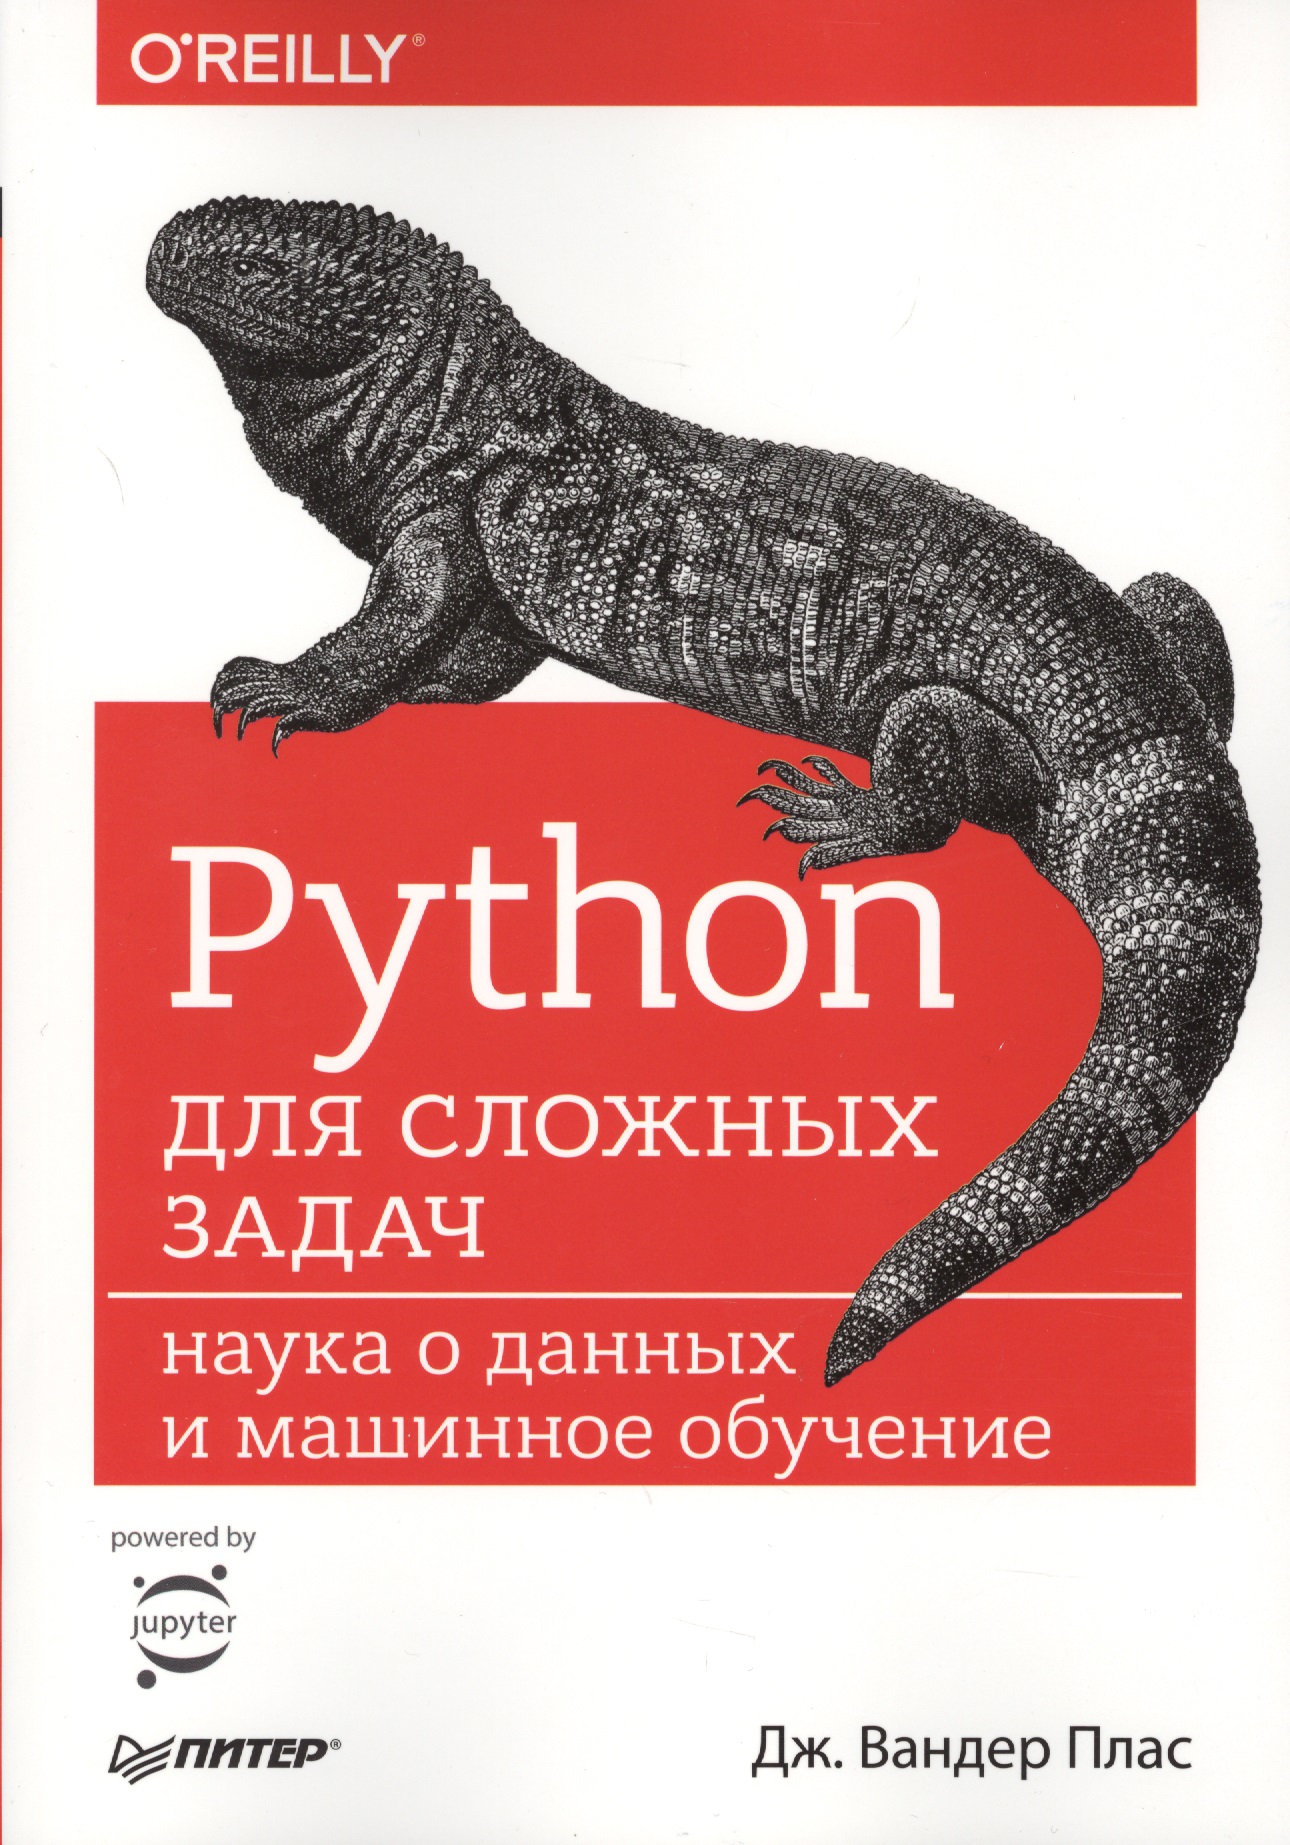 O'REILLY®
Python
для сложных
задач
наука о данных
и машинное обучение
powered by
jupyter
ПИТЕР®
Дж. Вандер Плас